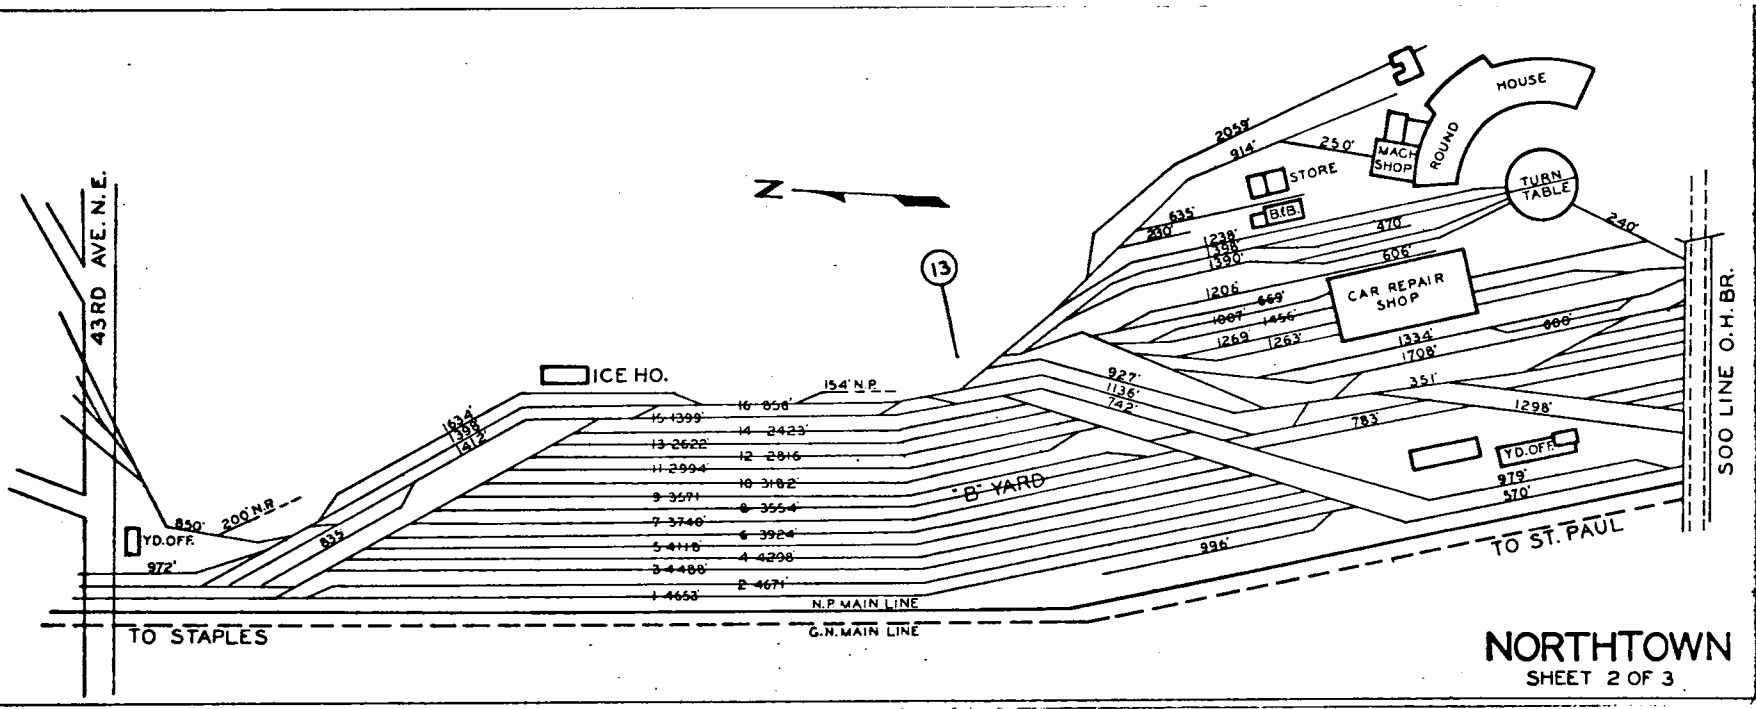 43RD AVE. N.E.
N
13
2059'
914'
250'
HOUSE
ROUND
MACH
SHOP
STORE
B.&B.
TURN
TABLE
240'
635'
230'
1238'
1398'
1390'
470'
606'
1206'
669'
1007'
1456'
1269'
1263'
CAR REPAIR
SHOP
1334'
1708'
600'
351'
1298'
783'
927'
1136'
742'
SOO LINE O.H. BR.
ICE HO.
154' N.P.
1634'
1398'
1412'
16-858'
15-1399'
14-2423'
13-2622'
12-2816'
11-2994'
10-3182'
9-3571'
8-3554'
7-3740'
6-3924'
5-4118'
4-4298'
3-4488'
2-4671'
1-4653'
"B" YARD
YD.OFF.
979'
570'
996'
850'
200' N.P.
835'
YD.OFF.
972'
N.P. MAIN LINE
G.N. MAIN LINE
TO STAPLES
TO ST. PAUL
NORTHTOWN
SHEET 2 OF 3